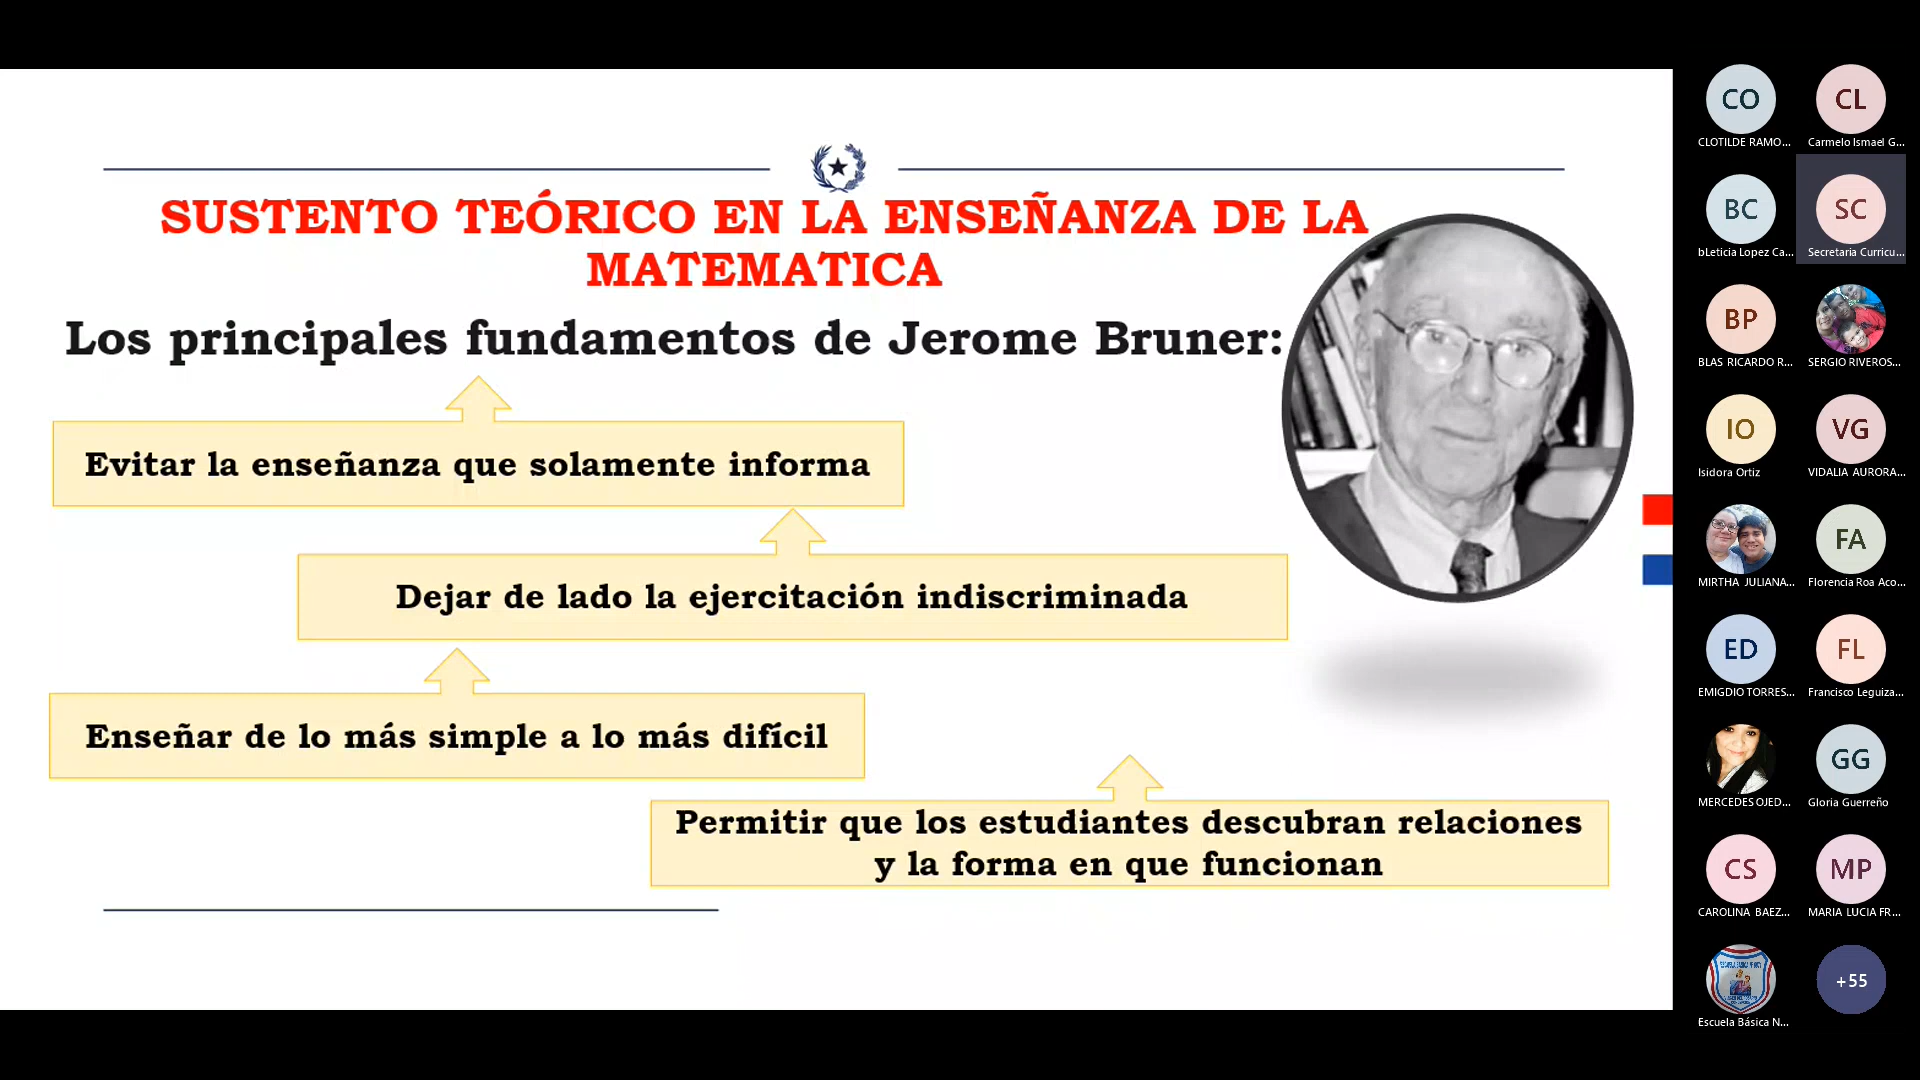 SUSTENTO TEÓRICO EN LA ENSEÑANZA DE LA
MATEMATICA
Los principales fundamentos de Jerome Bruner:
Evitar la enseñanza que solamente informa
Dejar de lado la ejercitación indiscriminada
Enseñar de lo más simple a lo más difícil
Permitir que los estudiantes descubran relaciones
y la forma en que funcionan
CO
CLOTILDE RAMO...
CL
Carmelo Ismael G...
BC
bLeticia Lopez Ca...
SC
Secretaria Curricu...
BP
BLAS RICARDO R...
SERGIO RIVEROS...
IO
Isidora Ortiz
VG
VIDALIA AURORA...
MIRTHA JULIANA...
FA
Florencia Roa Aco...
ED
EMIGDIO TORRES...
FL
Francisco Leguiza...
MERCEDES OJED...
GG
Gloria Guerreño
CS
CAROLINA BAEZ...
MP
MARIA LUCIA FR...
Escuela Básica N...
+55